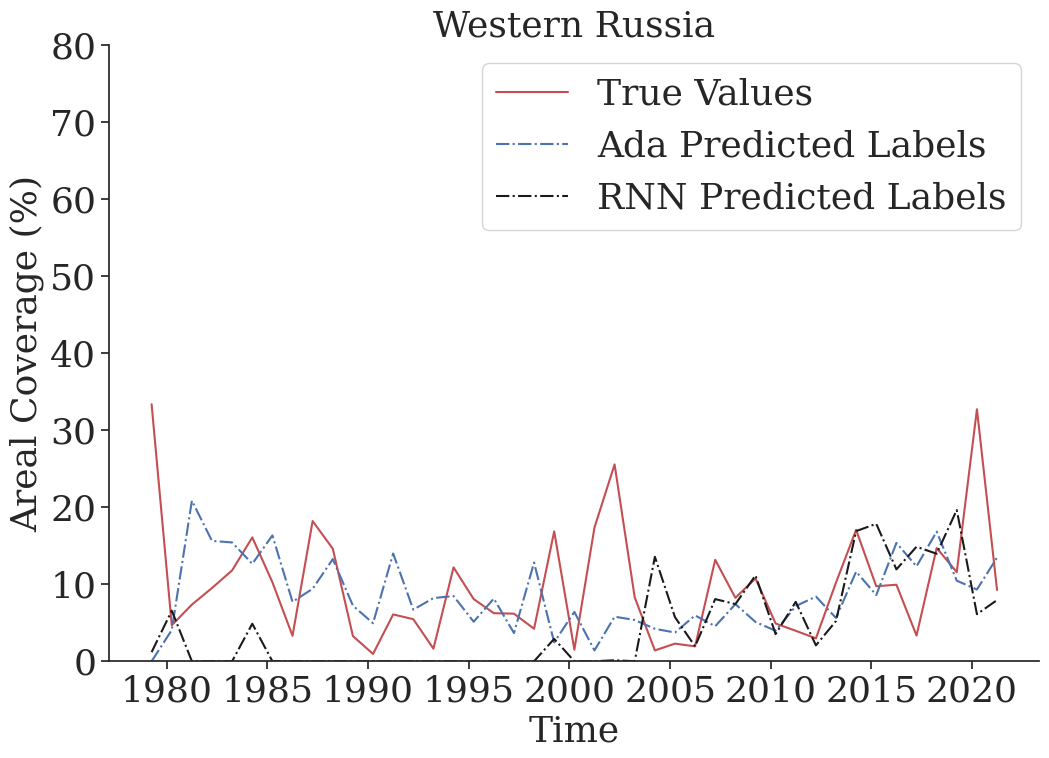 Western Russia
True Values
Ada Predicted Labels
RNN Predicted Labels
Areal Coverage (%)
80
70
60
50
40
30
20
10
0
1980 1985 1990 1995 2000 2005 2010 2015 2020
Time